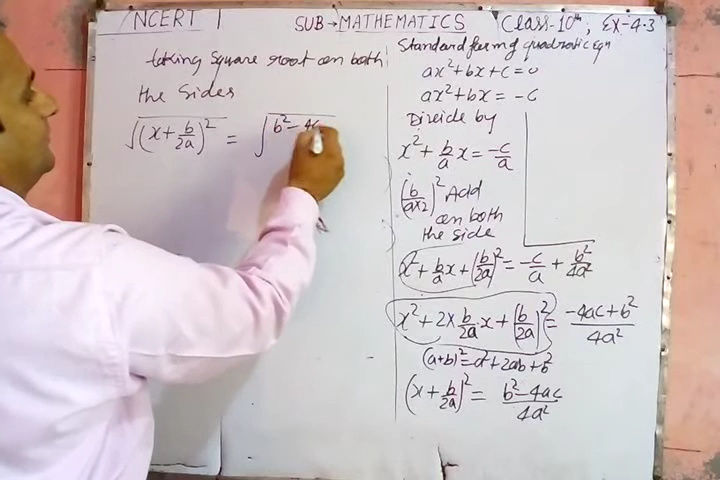 NCERT SUB → MATHEMATICS Class-10th, Ex-4.3
taking Square root on both
the Sides
√(x + b/2a)² = √b² - 4c
Standard form of quadratic Eqn
ax² + bx + c = 0
ax² + bx = -c
Divide by
x² + b/a x = -c/a
(b/a×2)² Add
on both
the side
x² + b/a x + (b/2a)² = -c/a + b²/4a²
x² + 2 × b/2a · x + (b/2a)² = -4ac + b²/4a²
(a+b)² = a² + 2ab + b²
(x + b/2a)² = b² - 4ac/4a²